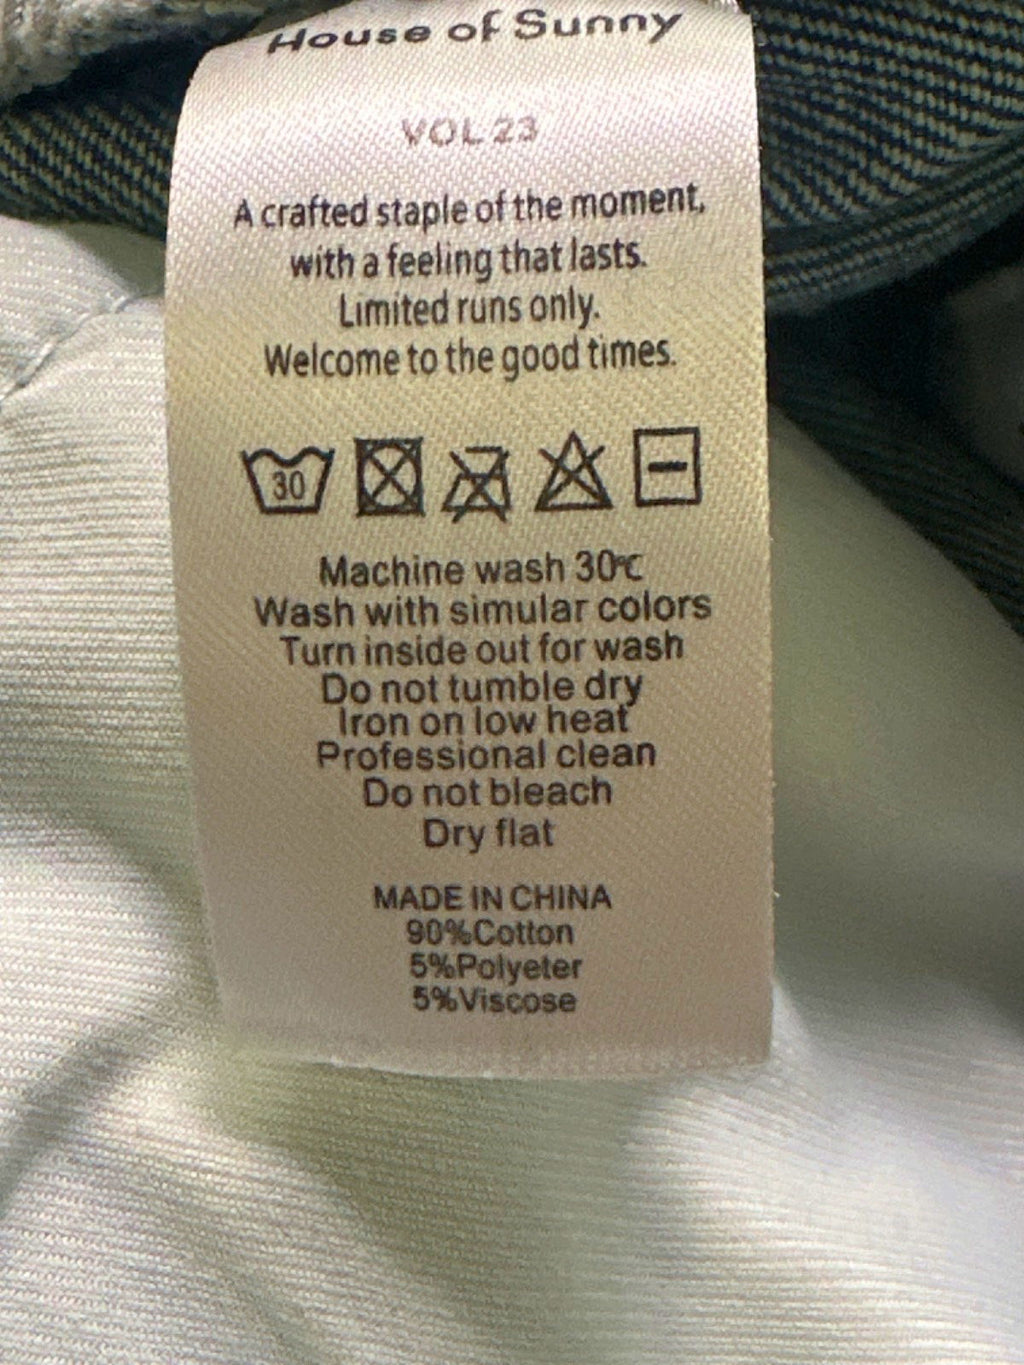 House of Sunny
VOL 23
A crafted staple of the moment,
with a feeling that lasts.
Limited runs only.
Welcome to the good times.
30
Machine wash 30℃
Wash with simular colors
Turn inside out for wash
Do not tumble dry
Iron on low heat
Professional clean
Do not bleach
Dry flat
MADE IN CHINA
90%Cotton
5%Polyeter
5%Viscose